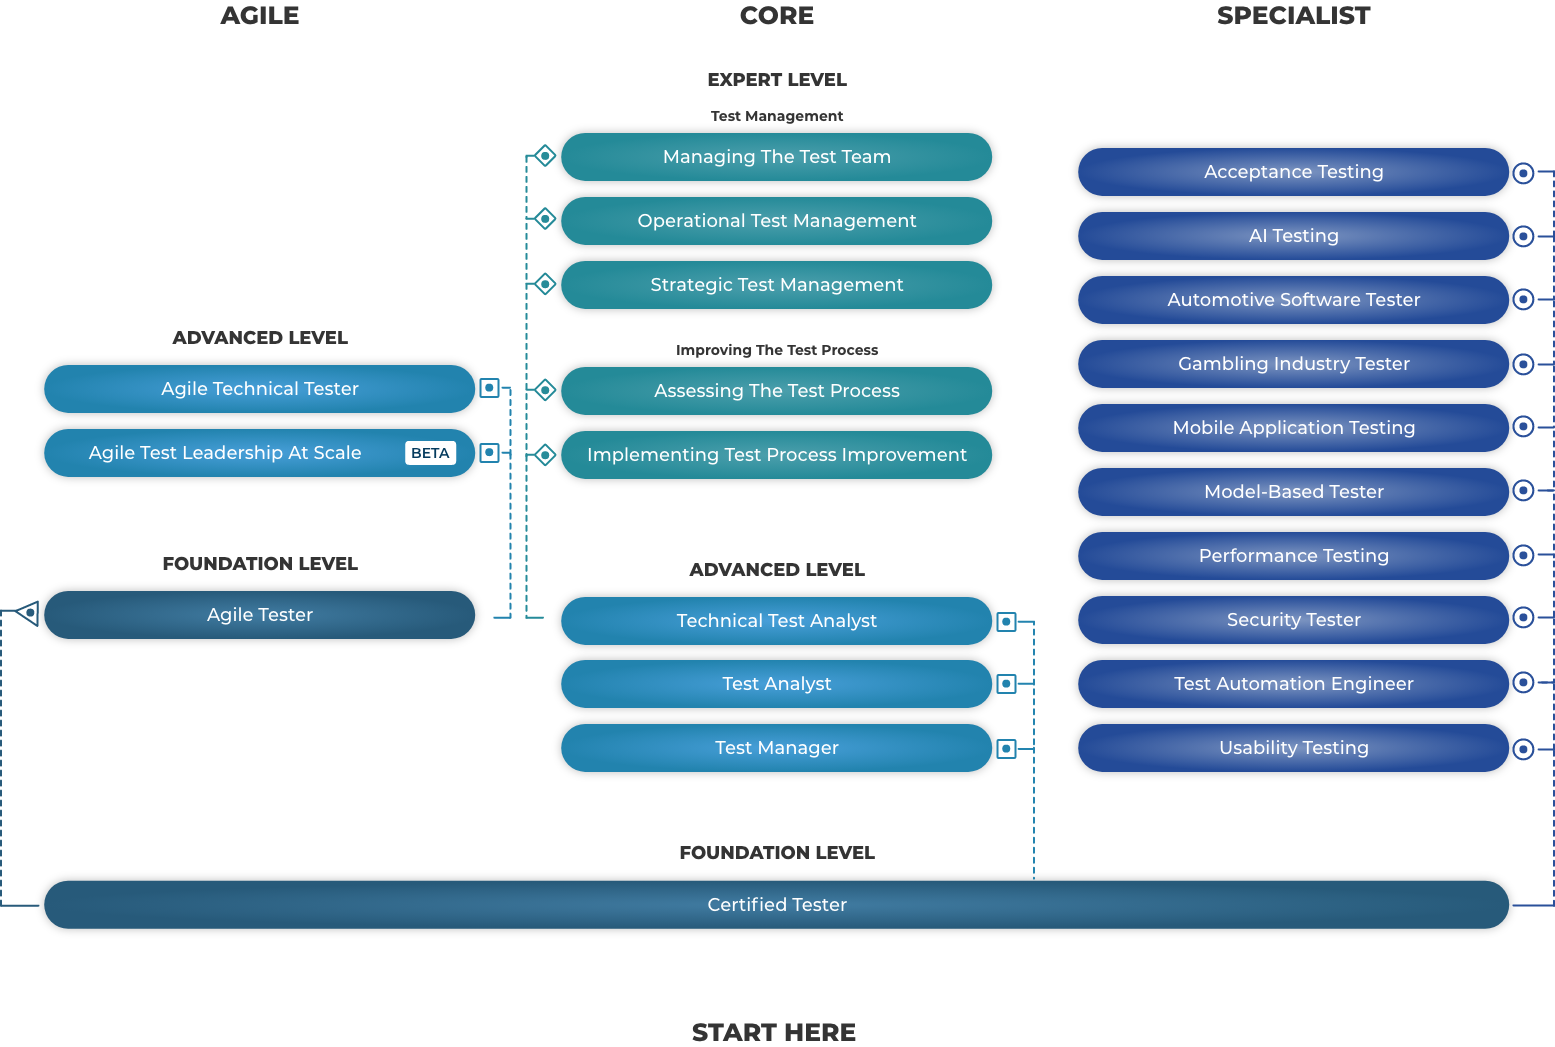 AGILE
CORE
SPECIALIST
EXPERT LEVEL
Test Management
Managing The Test Team
Operational Test Management
Strategic Test Management
Improving The Test Process
Assessing The Test Process
Implementing Test Process Improvement
ADVANCED LEVEL
Agile Technical Tester
Agile Test Leadership At Scale
BETA
FOUNDATION LEVEL
Agile Tester
ADVANCED LEVEL
Technical Test Analyst
Test Analyst
Test Manager
Acceptance Testing
AI Testing
Automotive Software Tester
Gambling Industry Tester
Mobile Application Testing
Model-Based Tester
Performance Testing
Security Tester
Test Automation Engineer
Usability Testing
FOUNDATION LEVEL
Certified Tester
START HERE